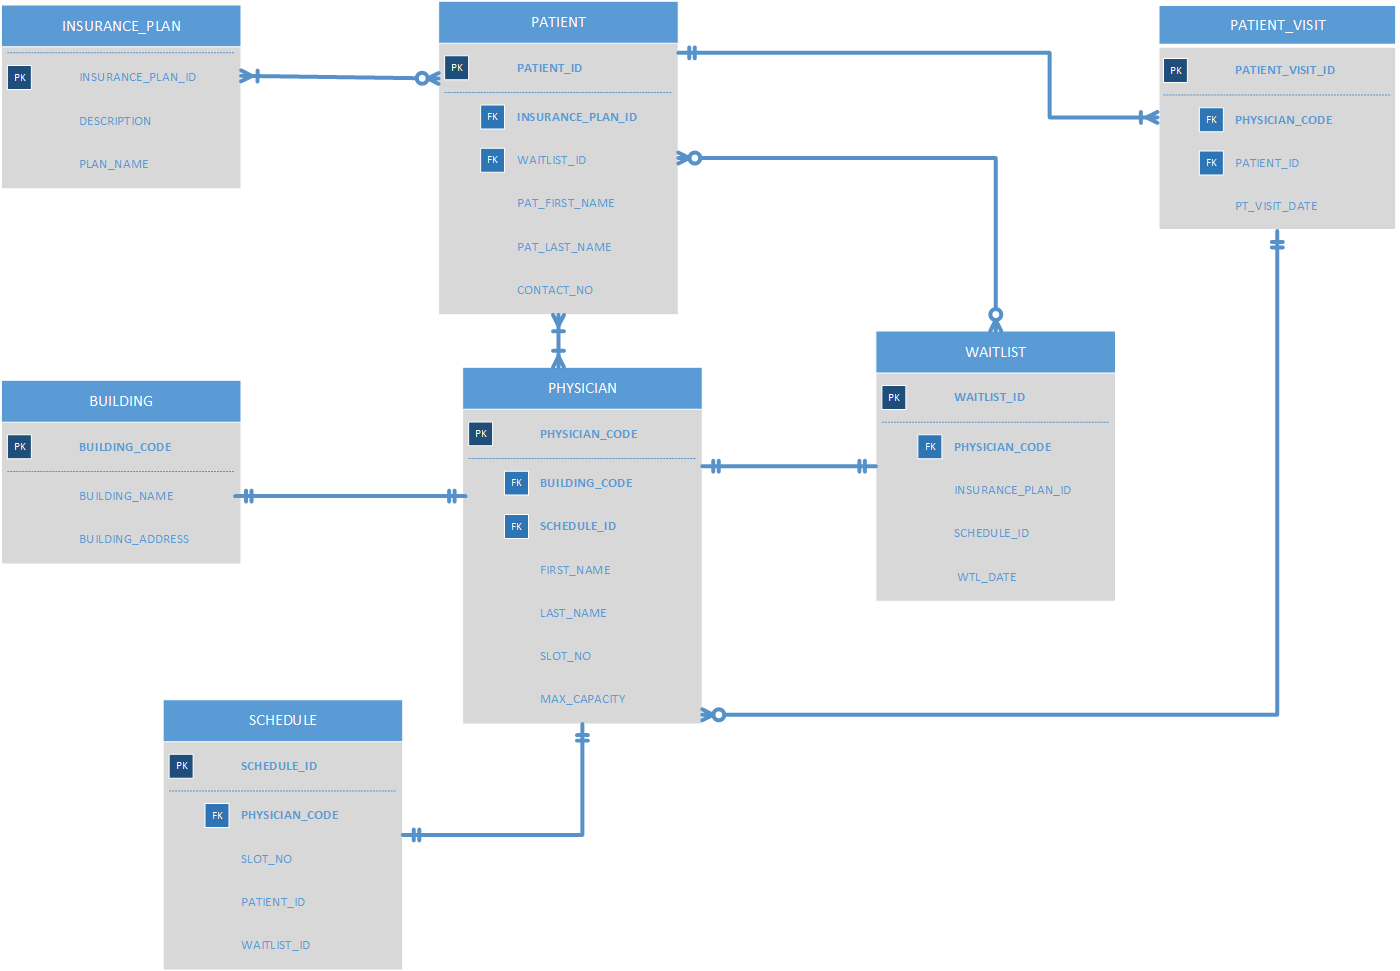 INSURANCE_PLAN
PK INSURANCE_PLAN_ID
DESCRIPTION
PLAN_NAME
PATIENT
PK PATIENT_ID
FK INSURANCE_PLAN_ID
FK WAITLIST_ID
PAT_FIRST_NAME
PAT_LAST_NAME
CONTACT_NO
PATIENT_VISIT
PK PATIENT_VISIT_ID
FK PHYSICIAN_CODE
FK PATIENT_ID
PT_VISIT_DATE
BUILDING
PK BUILDING_CODE
BUILDING_NAME
BUILDING_ADDRESS
PHYSICIAN
PK PHYSICIAN_CODE
FK BUILDING_CODE
FK SCHEDULE_ID
FIRST_NAME
LAST_NAME
SLOT_NO
MAX_CAPACITY
WAITLIST
PK WAITLIST_ID
FK PHYSICIAN_CODE
INSURANCE_PLAN_ID
SCHEDULE_ID
WTL_DATE
SCHEDULE
PK SCHEDULE_ID
FK PHYSICIAN_CODE
SLOT_NO
PATIENT_ID
WAITLIST_ID